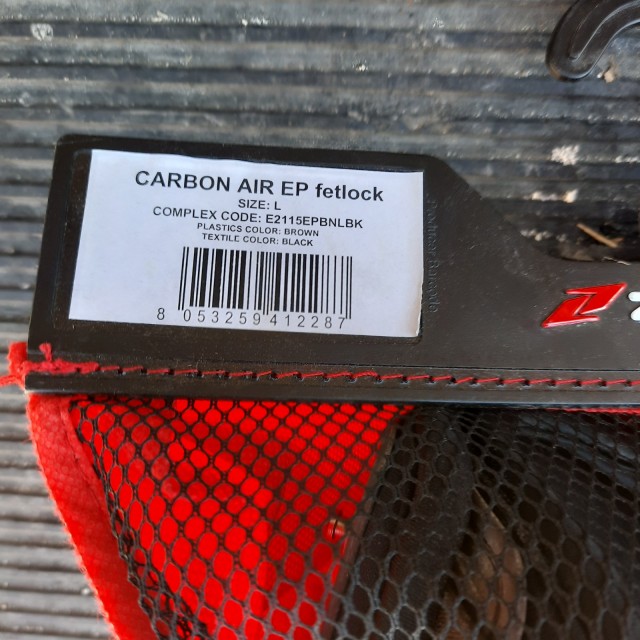 CARBON AIR EP fetlock
SIZE: L
COMPLEX CODE: E2115EPBNLBK
PLASTICS COLOR: BROWN
TEXTILE COLOR: BLACK
8 053259 412287